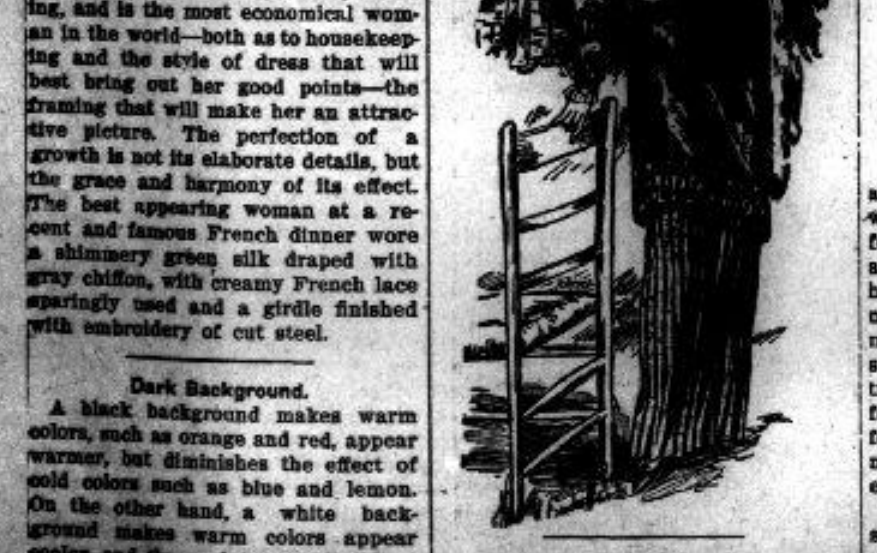 ing, and is the most economical wom-
an in the world—both as to housekeep-
ing and the style of dress that will
best bring out her good points—the
framing that will make her an attrac-
tive picture. The perfection of a
growth is not its elaborate details, but
the grace and harmony of its effect.
The best appearing woman at a re-
cent and famous French dinner wore
a shimmery green silk draped with
gray chiffon, with creamy French lace
sparingly used and a girdle finished
with embroidery of cut steel.
Dark Background.
A black background makes warm
colors, such as orange and red, appear
warmer, but diminishes the effect of
cold colors such as blue and lemon.
On the other hand, a white back-
ground makes warm colors appear